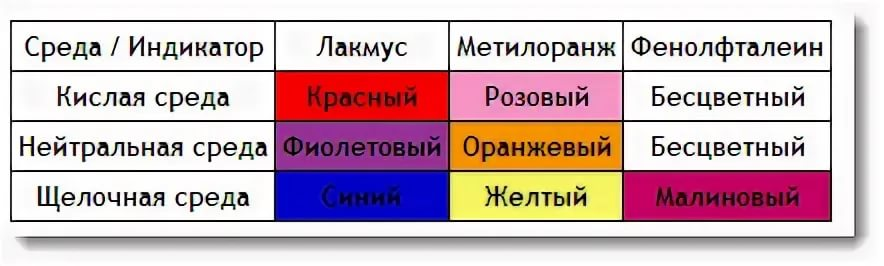 Среда / Индикатор Лакмус Метилоранж Фенолфталеин
Кислая среда Красный Розовый Бесцветный
Нейтральная среда Фиолетовый Оранжевый Бесцветный
Щелочная среда Синий Желтый Малиновый